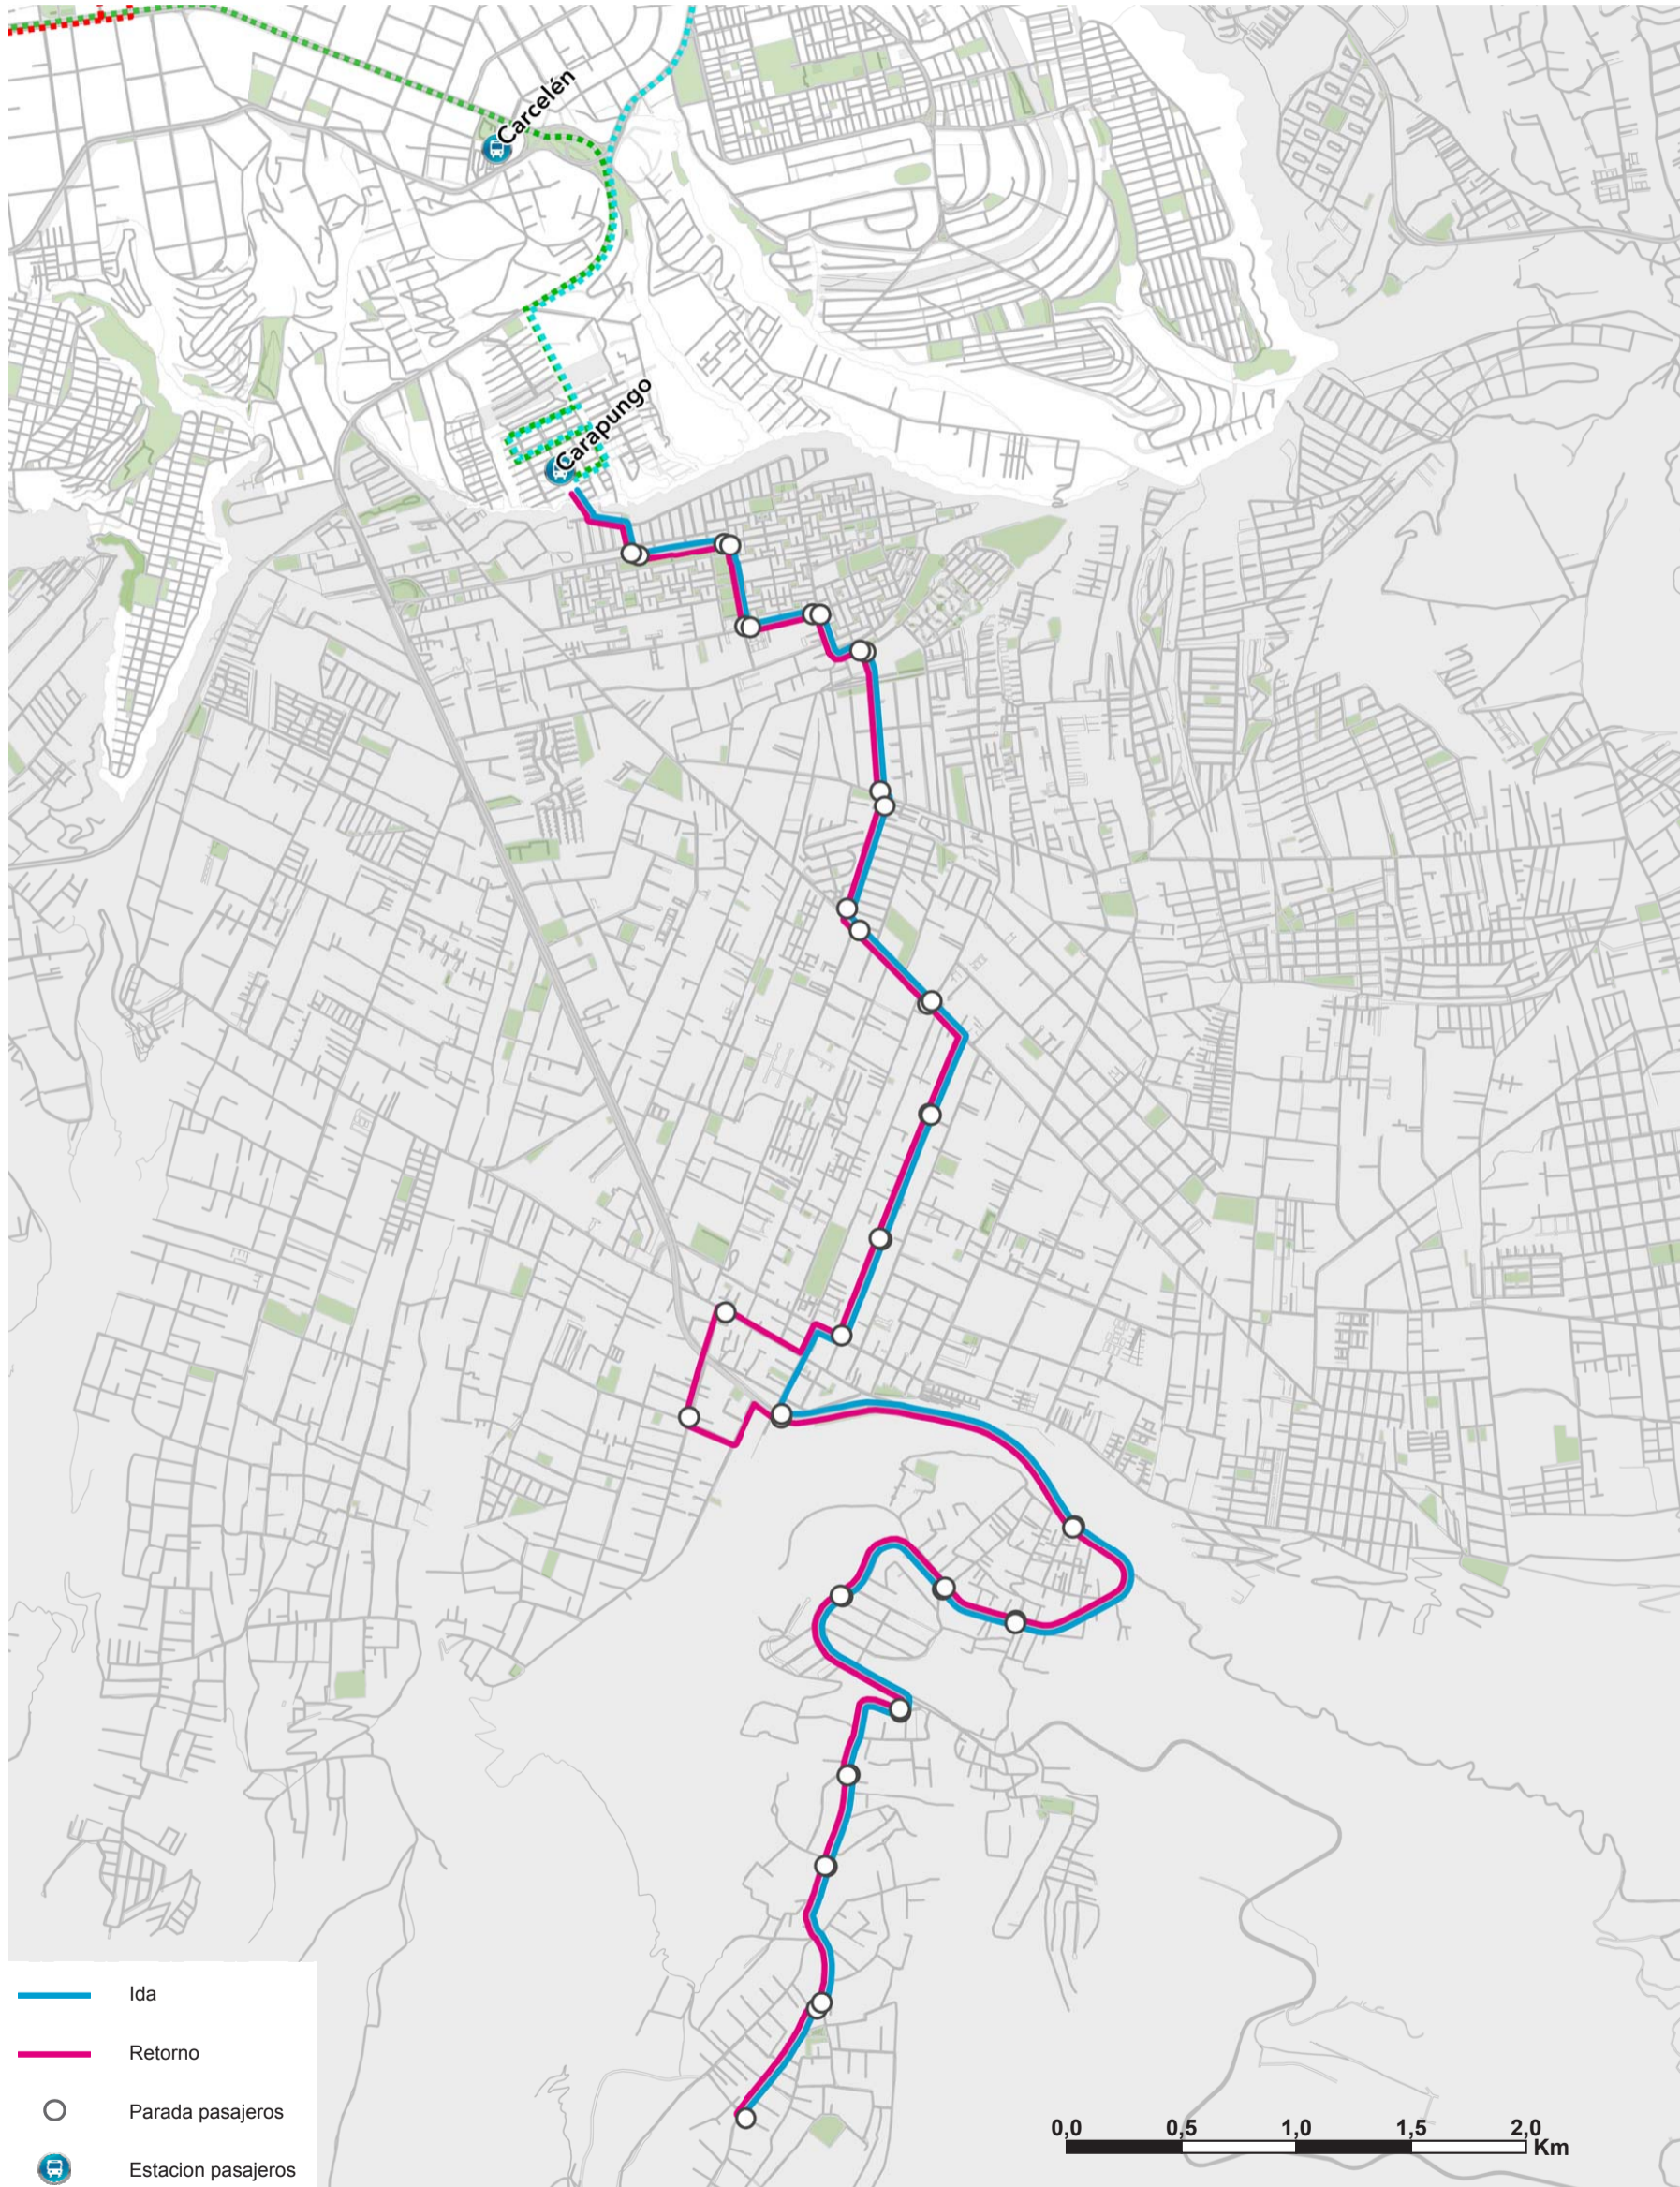 Carcelén
Carapungo
Ida
Retorno
Parada pasajeros
Estacion pasajeros
0,0 0,5 1,0 1,5 2,0
Km